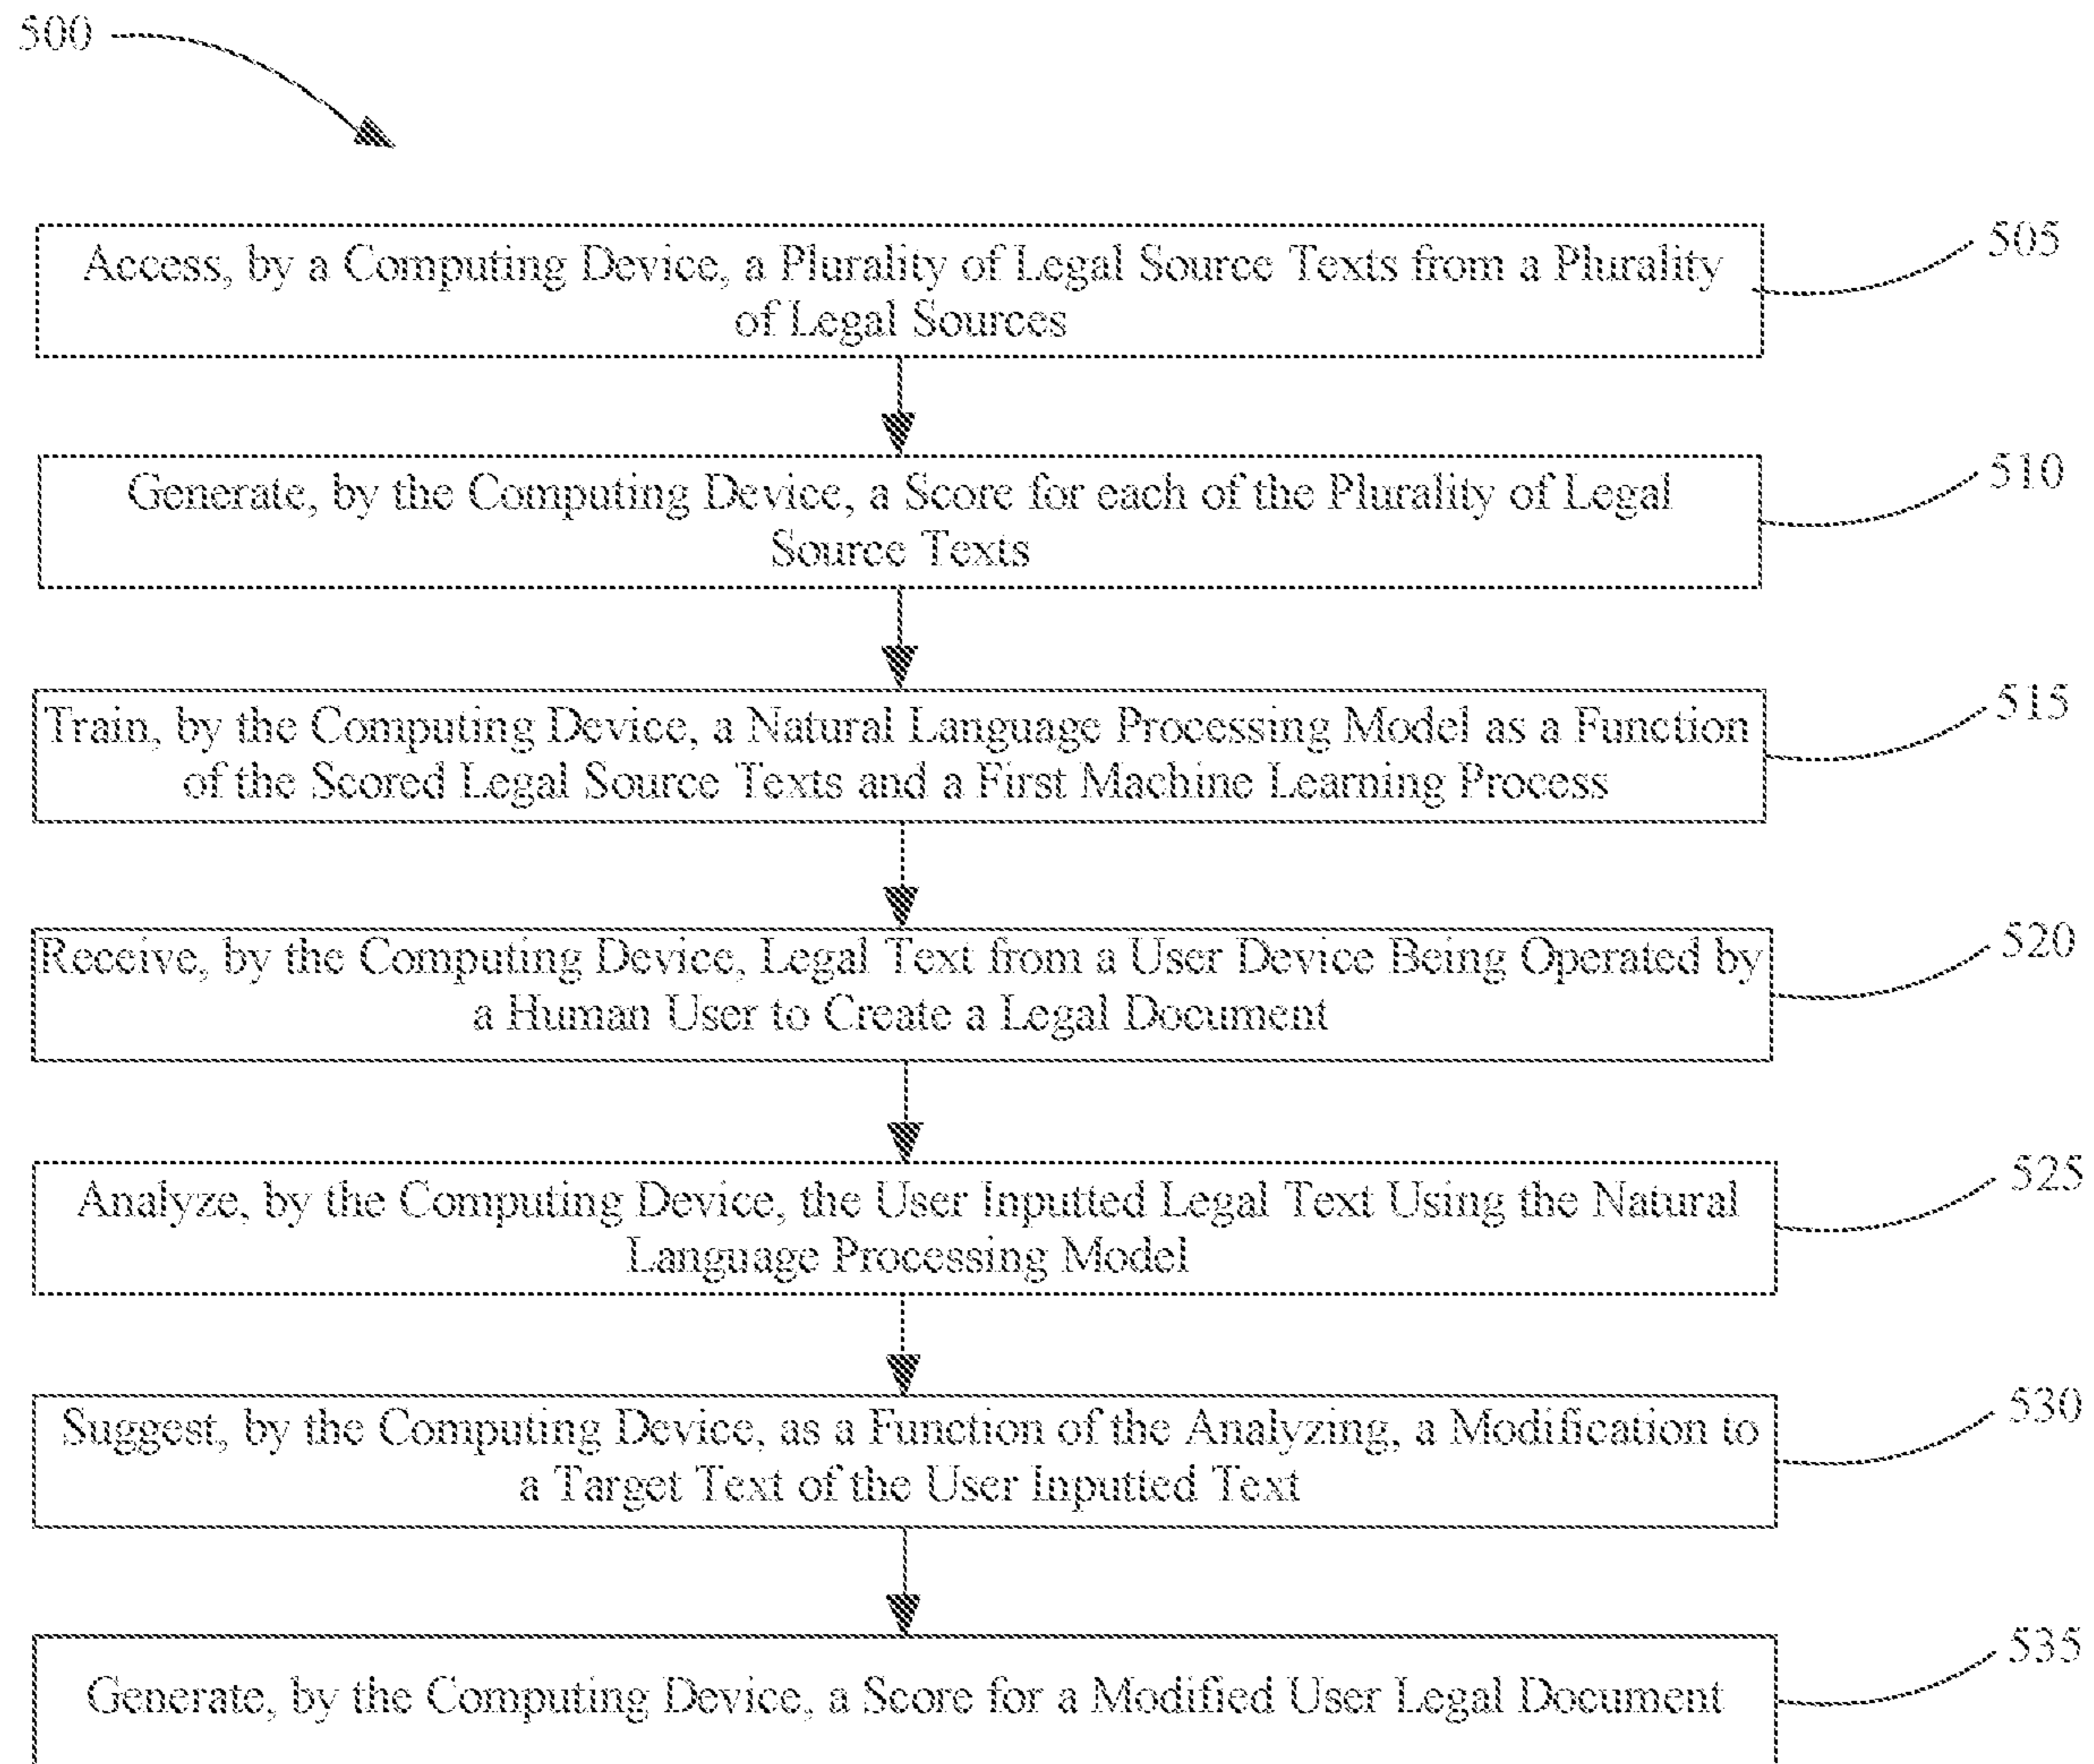 500
Access, by a Computing Device, a Plurality of Legal Source Texts from a Plurality
of Legal Sources
505
Generate, by the Computing Device, a Score for each of the Plurality of Legal
Source Texts
510
Train, by the Computing Device, a Natural Language Processing Model as a Function
of the Scored Legal Source Texts and a First Machine Learning Process
515
Receive, by the Computing Device, Legal Text from a User Device Being Operated by
a Human User to Create a Legal Document
520
Analyze, by the Computing Device, the User Inputted Legal Text Using the Natural
Language Processing Model
525
Suggest, by the Computing Device, as a Function of the Analyzing, a Modification to
a Target Text of the User Inputted Text
530
Generate, by the Computing Device, a Score for a Modified User Legal Document
535